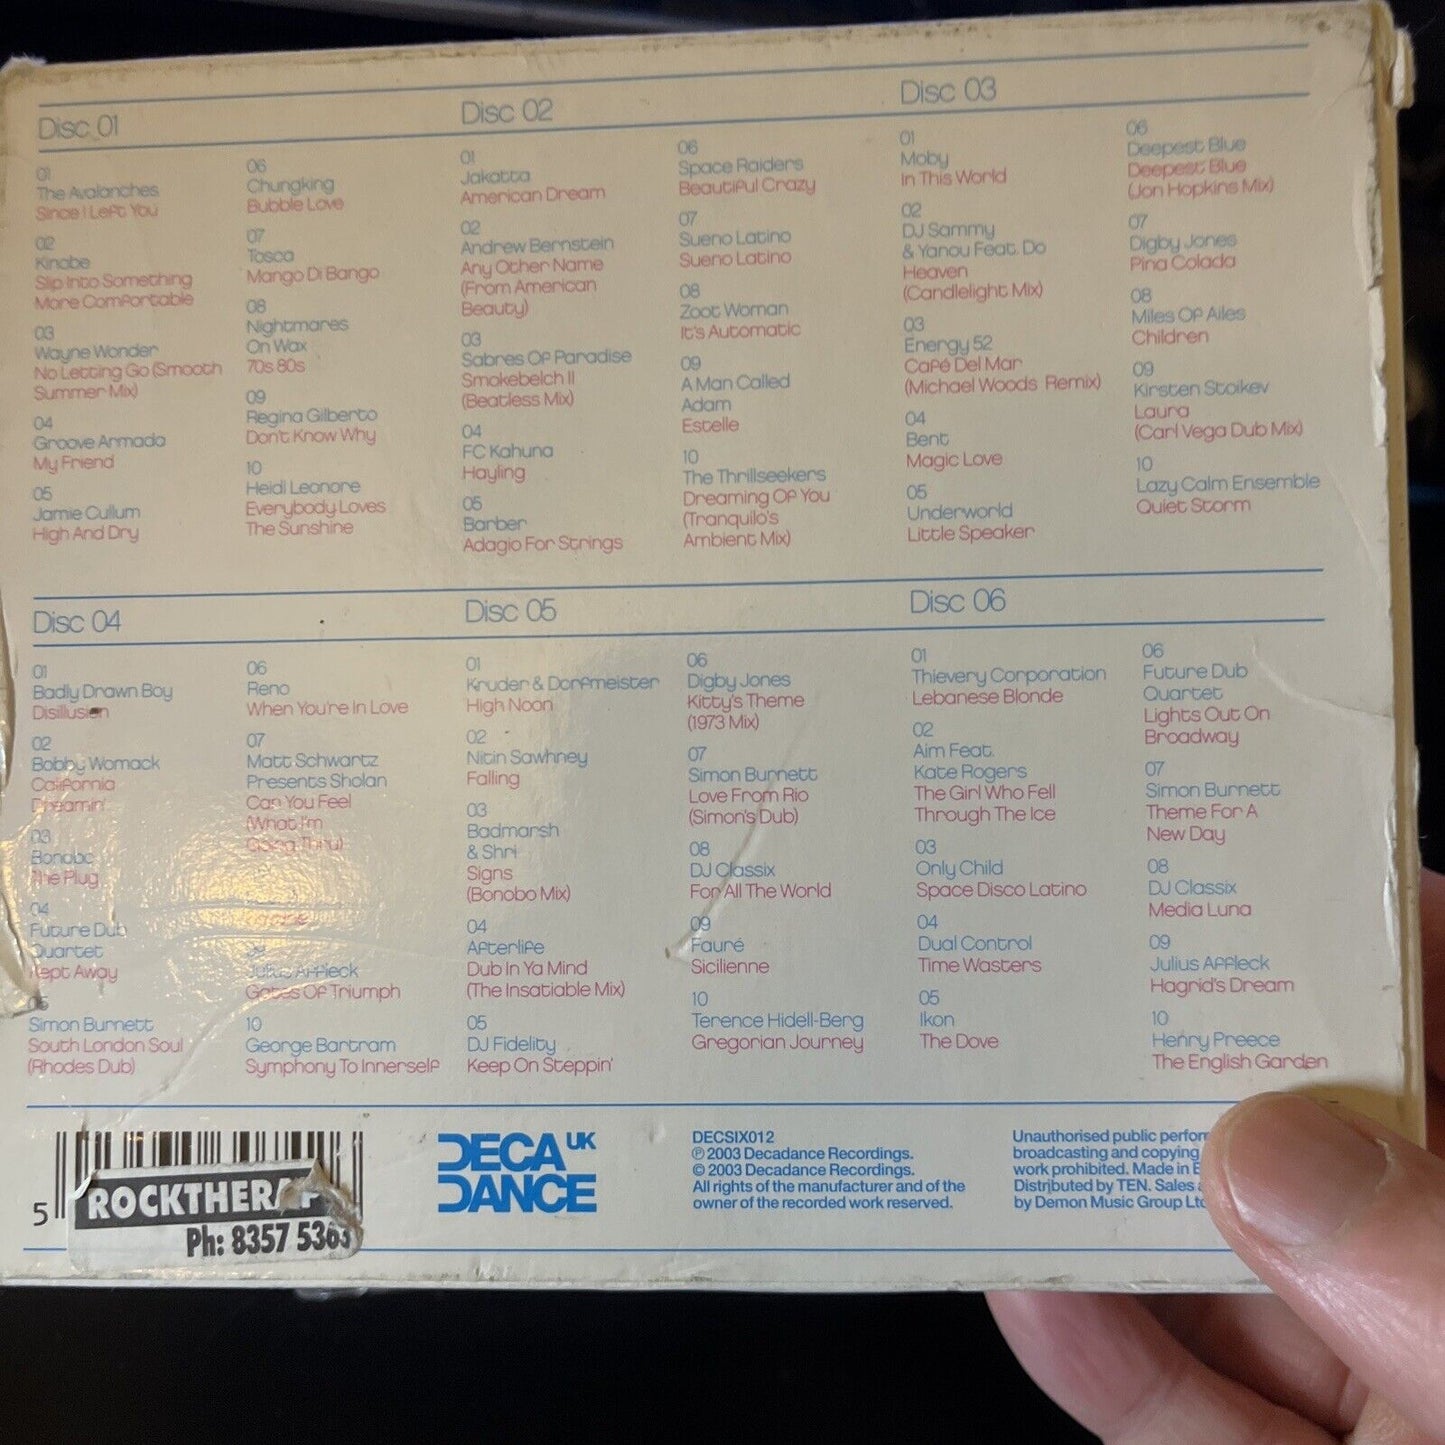 Disc 01
01
The Avalanches
Since I Left You
02
Kinobe
Slip Into Something
More Comfortable
03
Wayne Wonder
No Letting Go (Smooth
Summer Mix)
04
Groove Armada
My Friend
05
Jamie Cullum
High And Dry
06
Chungking
Bubble Love
07
Tosca
Mango Di Bango
08
Nightmares
On Wax
70s 80s
09
Regina Gilberto
Don't Know Why
10
Heidi Leonore
Everybody Loves
The Sunshine
Disc 02
01
Jakatta
American Dream
02
Andrew Bernstein
Any Other Name
(From American
Beauty)
03
Sabres Of Paradise
Smokebelch II
(Beatless Mix)
04
FC Kahuna
Hayling
05
Barber
Adagio For Strings
06
Space Raiders
Beautiful Crazy
07
Sueno Latino
Sueno Latino
08
Zoot Woman
It's Automatic
09
A Man Called
Adam
Estelle
10
The Thrillseekers
Dreaming Of You
(Tranquilo's
Ambient Mix)
Disc 03
01
Moby
In This World
02
DJ Sammy
& Yanou Feat. Do
Heaven
(Candlelight Mix)
03
Energy 52
Café Del Mar
(Michael Woods Remix)
04
Bent
Magic Love
05
Underworld
Little Speaker
06
Deepest Blue
Deepest Blue
(Jon Hopkins Mix)
07
Digby Jones
Pina Colada
08
Miles Of Ailes
Children
09
Kirsten Stoikev
Laura
(Carl Vega Dub Mix)
10
Lazy Calm Ensemble
Quiet Storm
Disc 04
01
Badly Drawn Boy
Disillusion
02
Bobby Womack
California
Dreamin'
03
Bonobo
The Plug
04
Future Dub
Quartet
Kept Away
05
Simon Burnett
South London Soul
(Rhodes Dub)
06
Reno
When You're In Love
07
Matt Schwartz
Presents Sholan
Can You Feel
(What I'm
Going Thru)
Julius Affleck
Gates Of Triumph
10
George Bartram
Symphony To Innerself
Disc 05
01
Kruder & Dorfmeister
High Noon
02
Nitin Sawhney
Falling
03
Badmarsh
& Shri
Signs
(Bonobo Mix)
04
Afterlife
Dub In Ya Mind
(The Insatiable Mix)
05
DJ Fidelity
Keep On Steppin'
06
Digby Jones
Kitty's Theme
(1973 Mix)
07
Simon Burnett
Love From Rio
(Simon's Dub)
08
DJ Classix
For All The World
09
Fauré
Sicilienne
10
Terence Hidell-Berg
Gregorian Journey
Disc 06
01
Thievery Corporation
Lebanese Blonde
02
Aim Feat.
Kate Rogers
The Girl Who Fell
Through The Ice
03
Only Child
Space Disco Latino
04
Dual Control
Time Wasters
05
Ikon
The Dove
06
Future Dub
Quartet
Lights Out On
Broadway
07
Simon Burnett
Theme For A
New Day
08
DJ Classix
Media Luna
09
Julius Affleck
Hagrid's Dream
10
Henry Preece
The English Garden
5
ROCKTHERA
Ph: 8357 5363
DECA UK
DANCE
DECSIX012
℗ 2003 Decadance Recordings.
© 2003 Decadance Recordings.
All rights of the manufacturer and of the
owner of the recorded work reserved.
Unauthorised public perfor
broadcasting and copying
work prohibited. Made in E
Distributed by TEN. Sales
by Demon Music Group Ltd